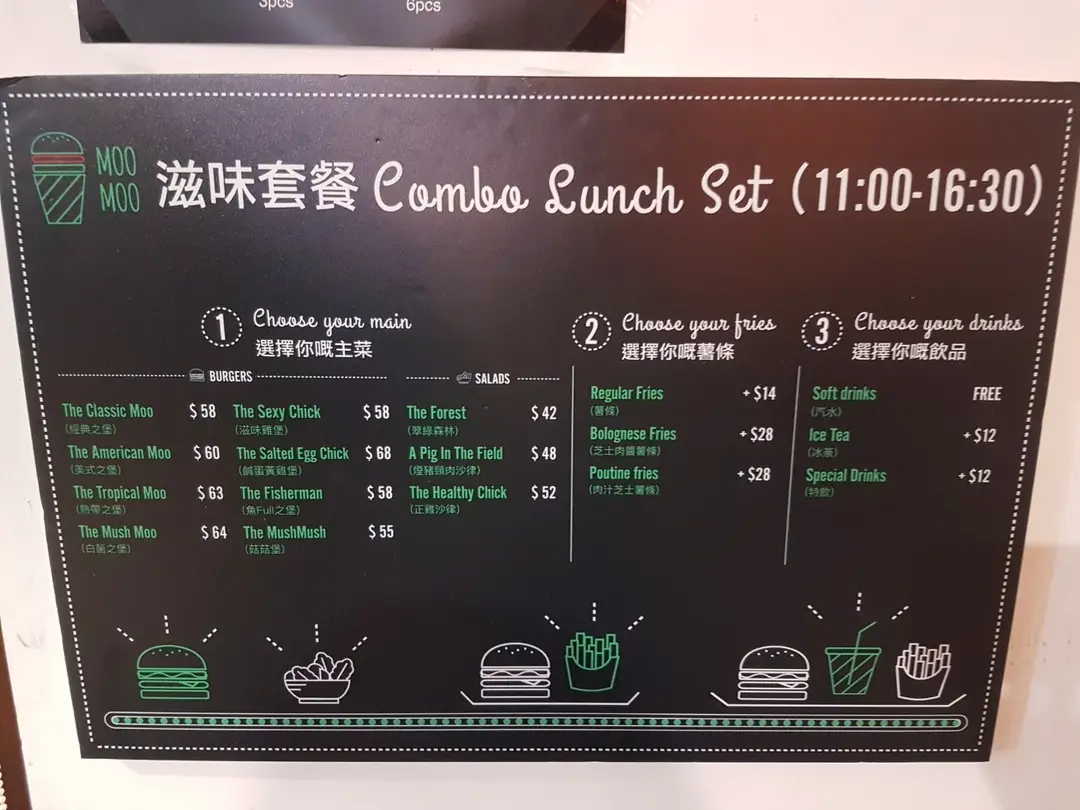 3pcs 6pcs
MOO
MOO
滋味套餐 Combo Lunch Set (11:00-16:30)
1 Choose your main
選擇你嘅主菜
BURGERS
The Classic Moo $ 58
(經典之堡)
The American Moo $ 60
(美式之堡)
The Tropical Moo $ 63
(熱帶之堡)
The Mush Moo $ 64
(白菌之堡)
The Sexy Chick $ 58
(滋味雞堡)
The Salted Egg Chick $ 68
(鹹蛋黃雞堡)
The Fisherman $ 58
(魚Full之堡)
The MushMush $ 55
(菇菇堡)
SALADS
The Forest $ 42
(翠綠森林)
A Pig In The Field $ 48
(煙豬頸肉沙律)
The Healthy Chick $ 52
(正雞沙律)
2 Choose your fries
選擇你嘅薯條
Regular Fries + $14
(薯條)
Bolognese Fries + $28
(芝士肉醬薯條)
Poutine fries + $28
(肉汁芝士薯條)
3 Choose your drinks
選擇你嘅飲品
Soft drinks FREE
(汽水)
Ice Tea + $12
(冰茶)
Special Drinks + $12
(特飲)